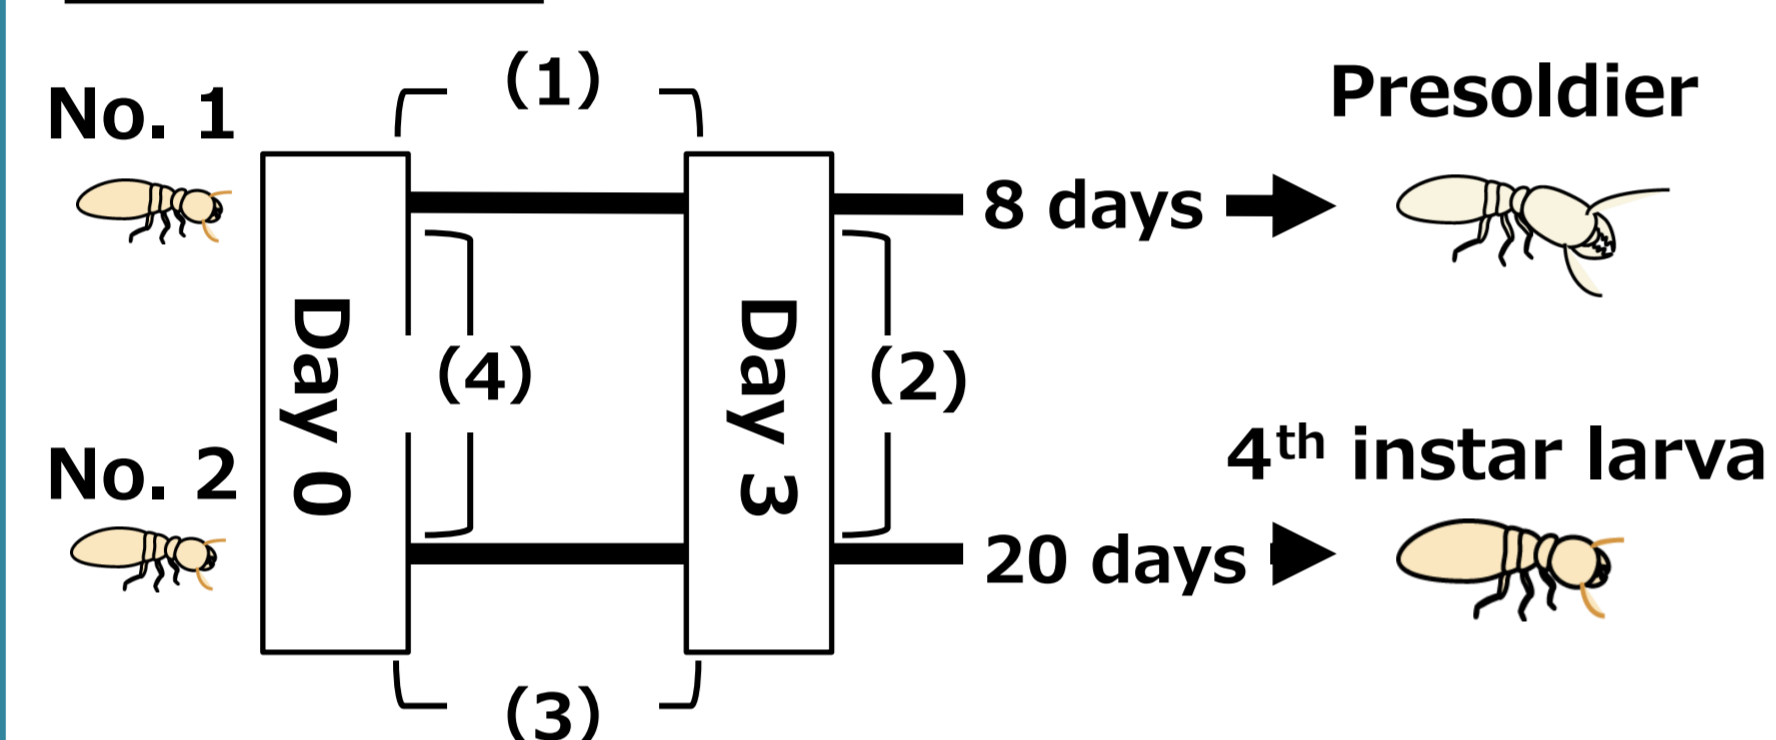 (1)
No. 1
Presoldier
8 days
Day 0
Day 3
(4)
(2)
No. 2
4th instar larva
20 days
(3)